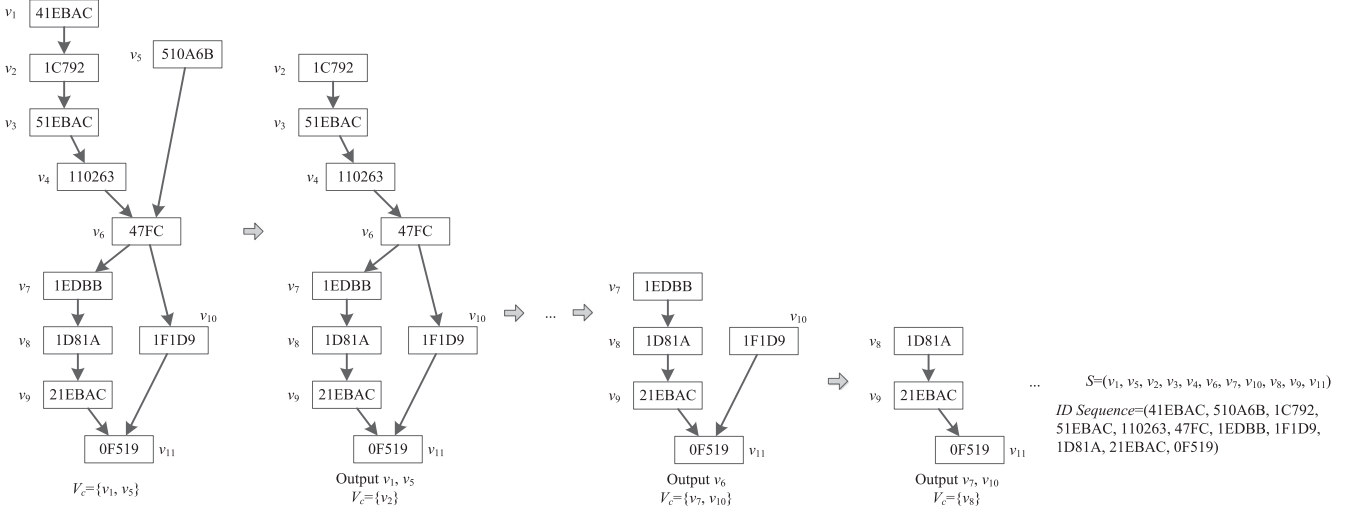 v1 41EBAC
v2 1C792
v5 510A6B
v3 51EBAC
v4 110263
v6 47FC
v7 1EDBB
v10
v8 1D81A
1F1D9
v9 21EBAC
0F519 v11
Vc={v1, v5}
v2 1C792
v3 51EBAC
v4 110263
v6 47FC
v7 1EDBB
v10
v8 1D81A
1F1D9
v9 21EBAC
0F519 v11
Output v1, v5
Vc={v2}
...
v7 1EDBB
v10
v8 1D81A
1F1D9
v9 21EBAC
0F519 v11
Output v6
Vc={v7, v10}
v8 1D81A
v9 21EBAC
0F519 v11
Output v7, v10
Vc={v8}
...
S=(v1, v5, v2, v3, v4, v6, v7, v10, v8, v9, v11)
ID Sequence=(41EBAC, 510A6B, 1C792,
51EBAC, 110263, 47FC, 1EDBB, 1F1D9,
1D81A, 21EBAC, 0F519)